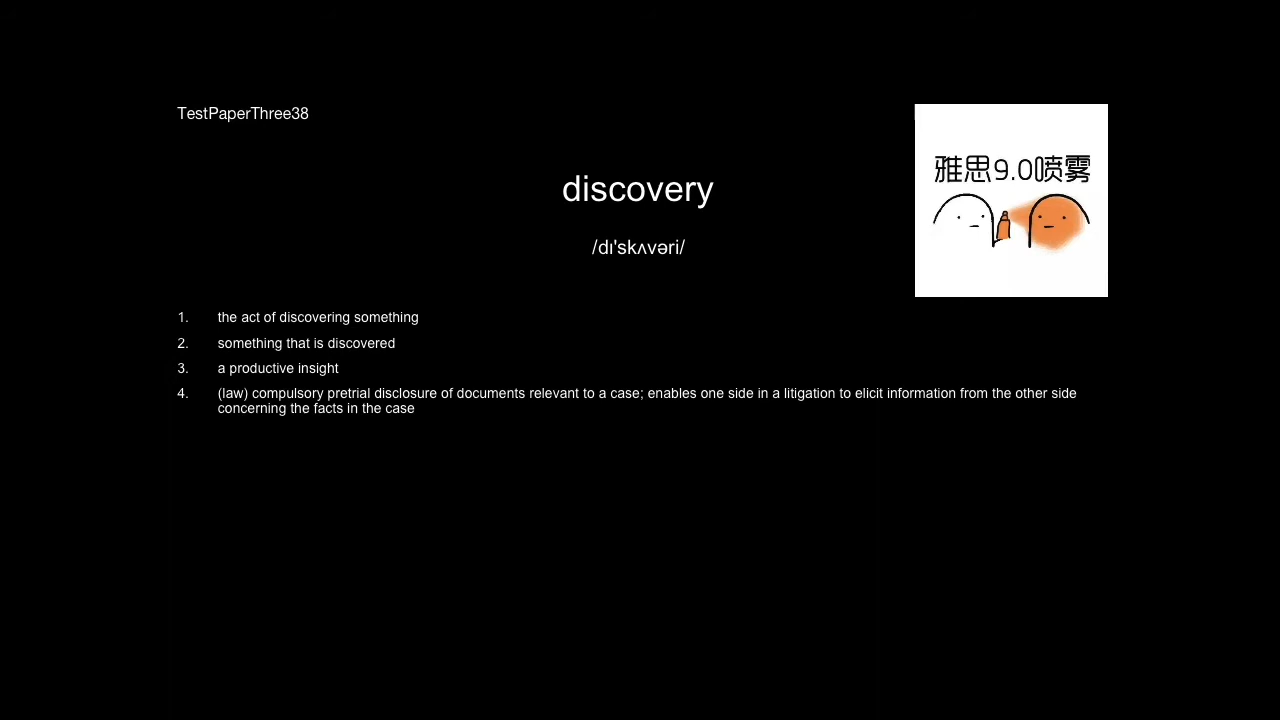 TestPaperThree38
雅思9.0喷雾
discovery
/dɪ'skʌvəri/
1. the act of discovering something
2. something that is discovered
3. a productive insight
4. (law) compulsory pretrial disclosure of documents relevant to a case; enables one side in a litigation to elicit information from the other side
concerning the facts in the case